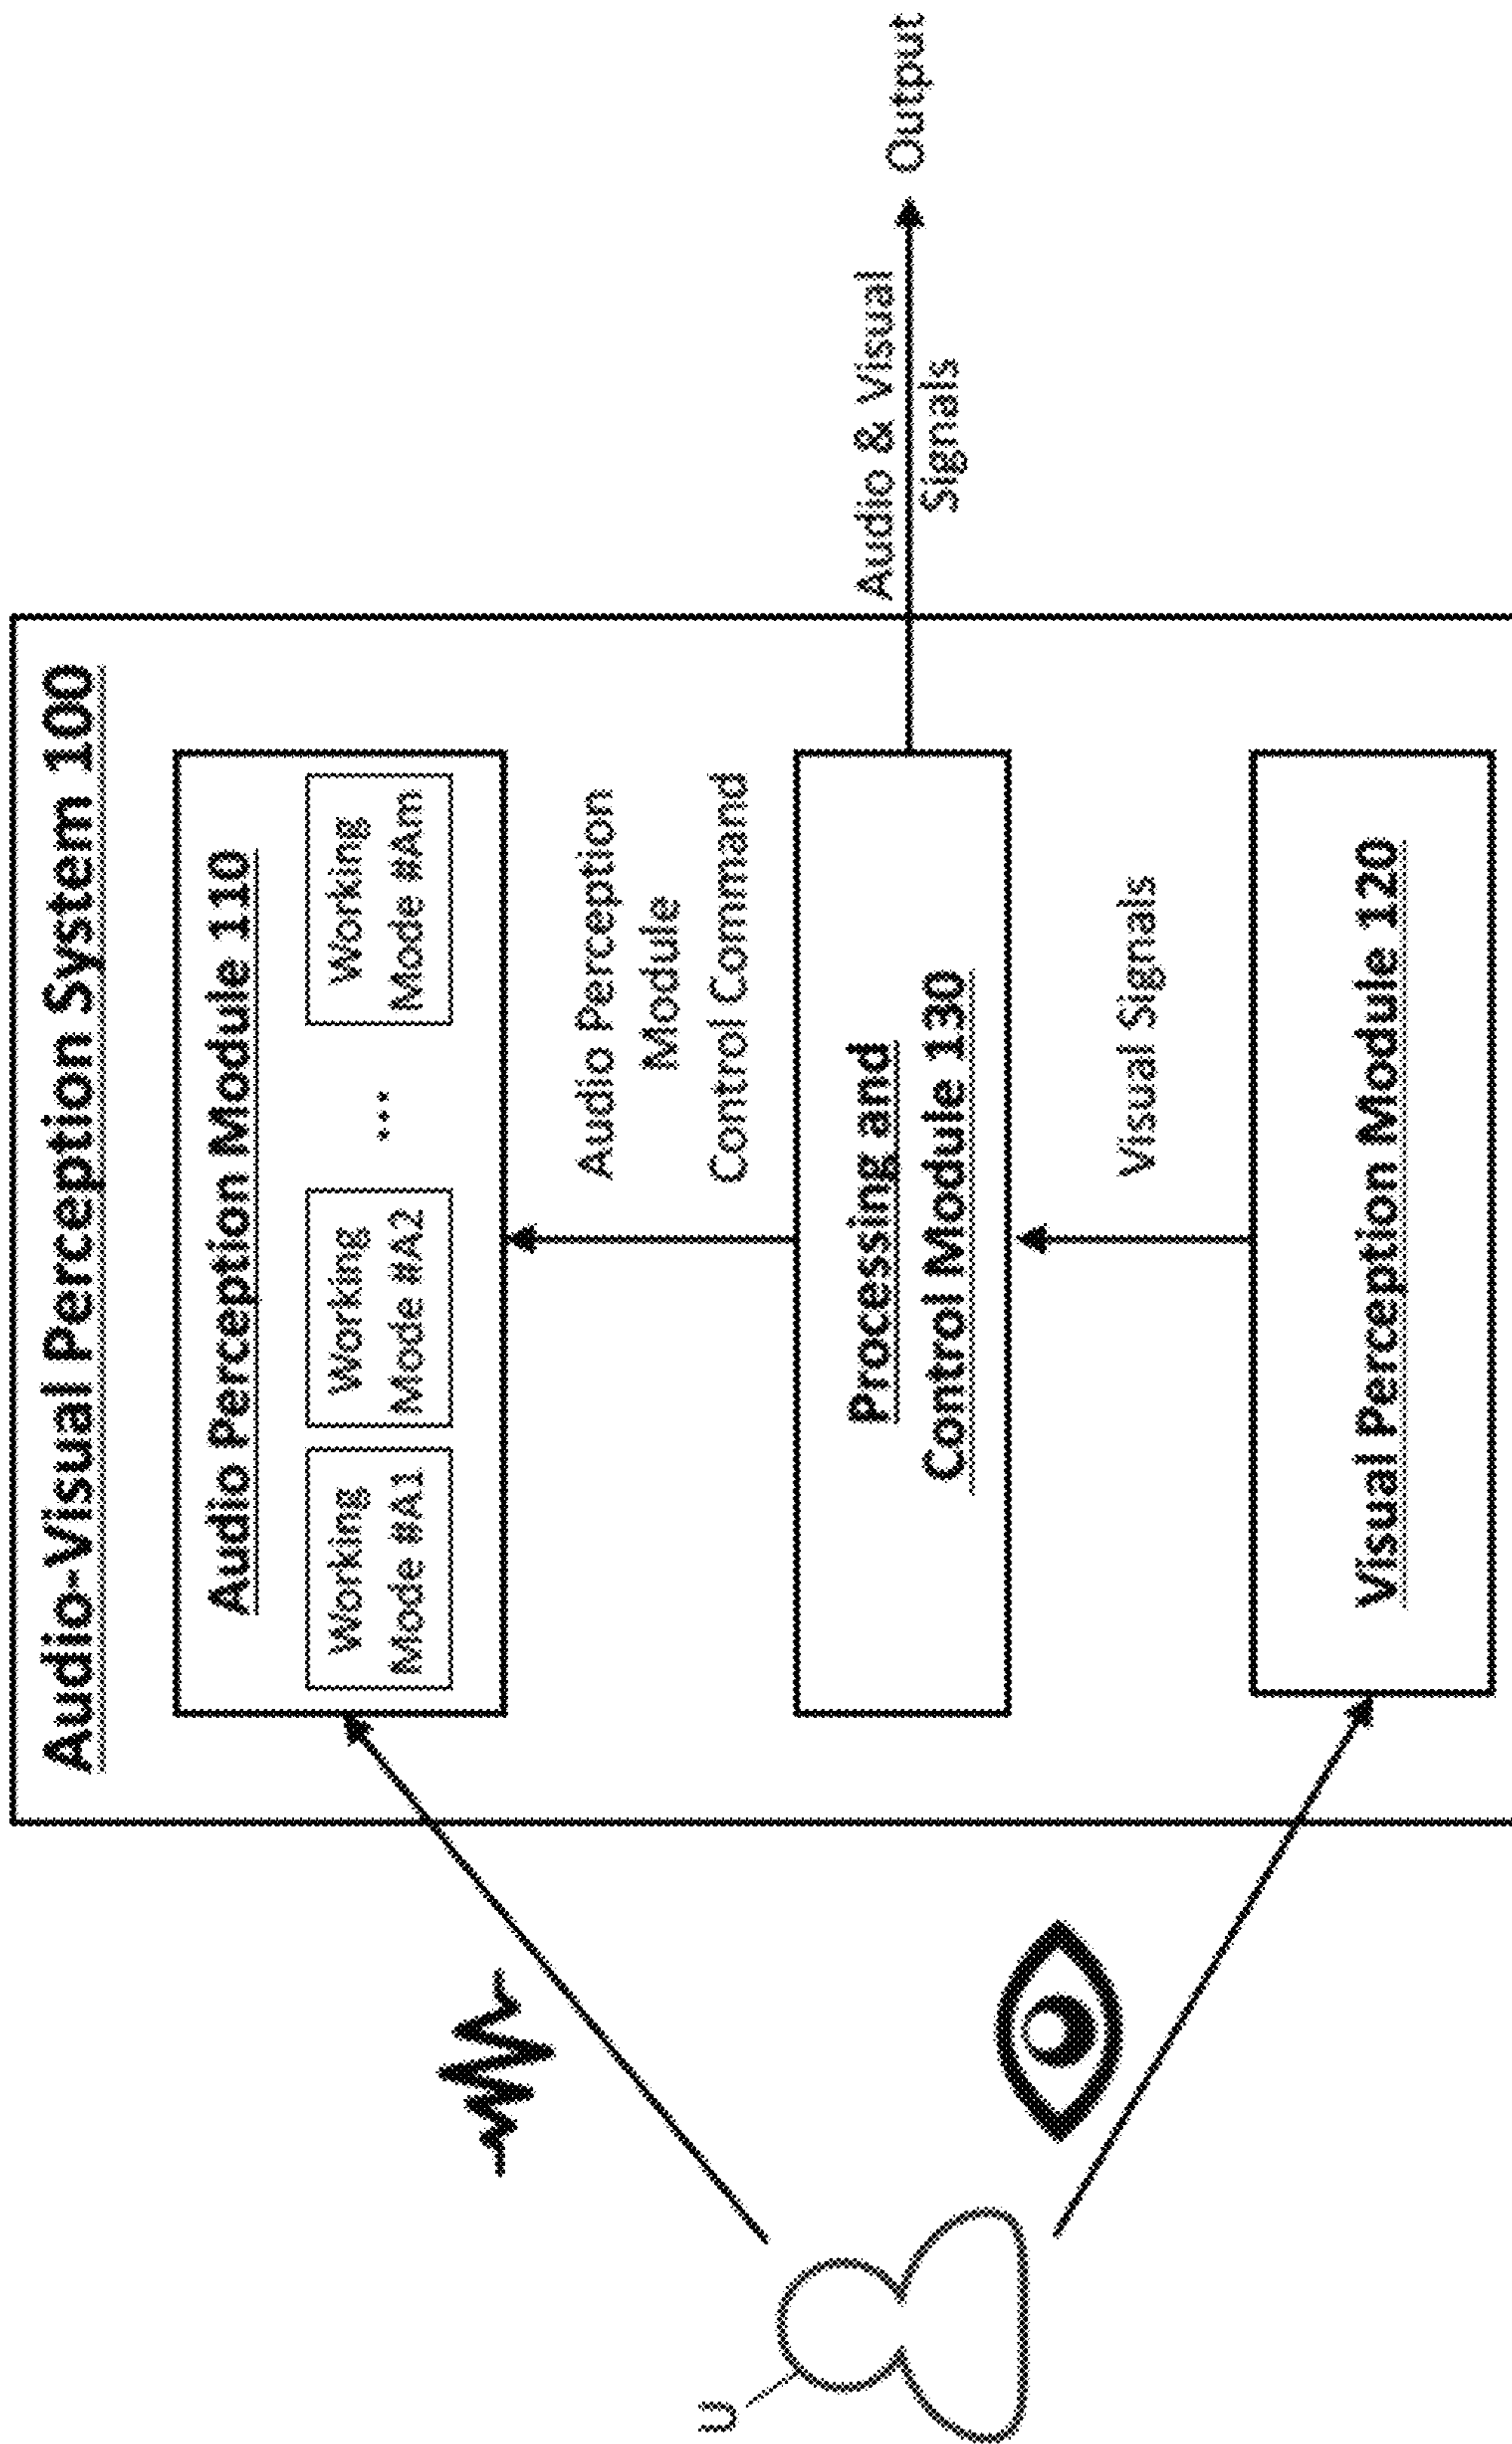 Audio-Visual Perception System 100
Audio Perception Module 110
Working
Mode #A1
Working
Mode #A2
...
Working
Mode #Am
Audio Perception
Module
Control Command
Processing and
Control Module 130
Visual Signals
Visual Perception Module 120
U
Audio & Visual
Signals
Output